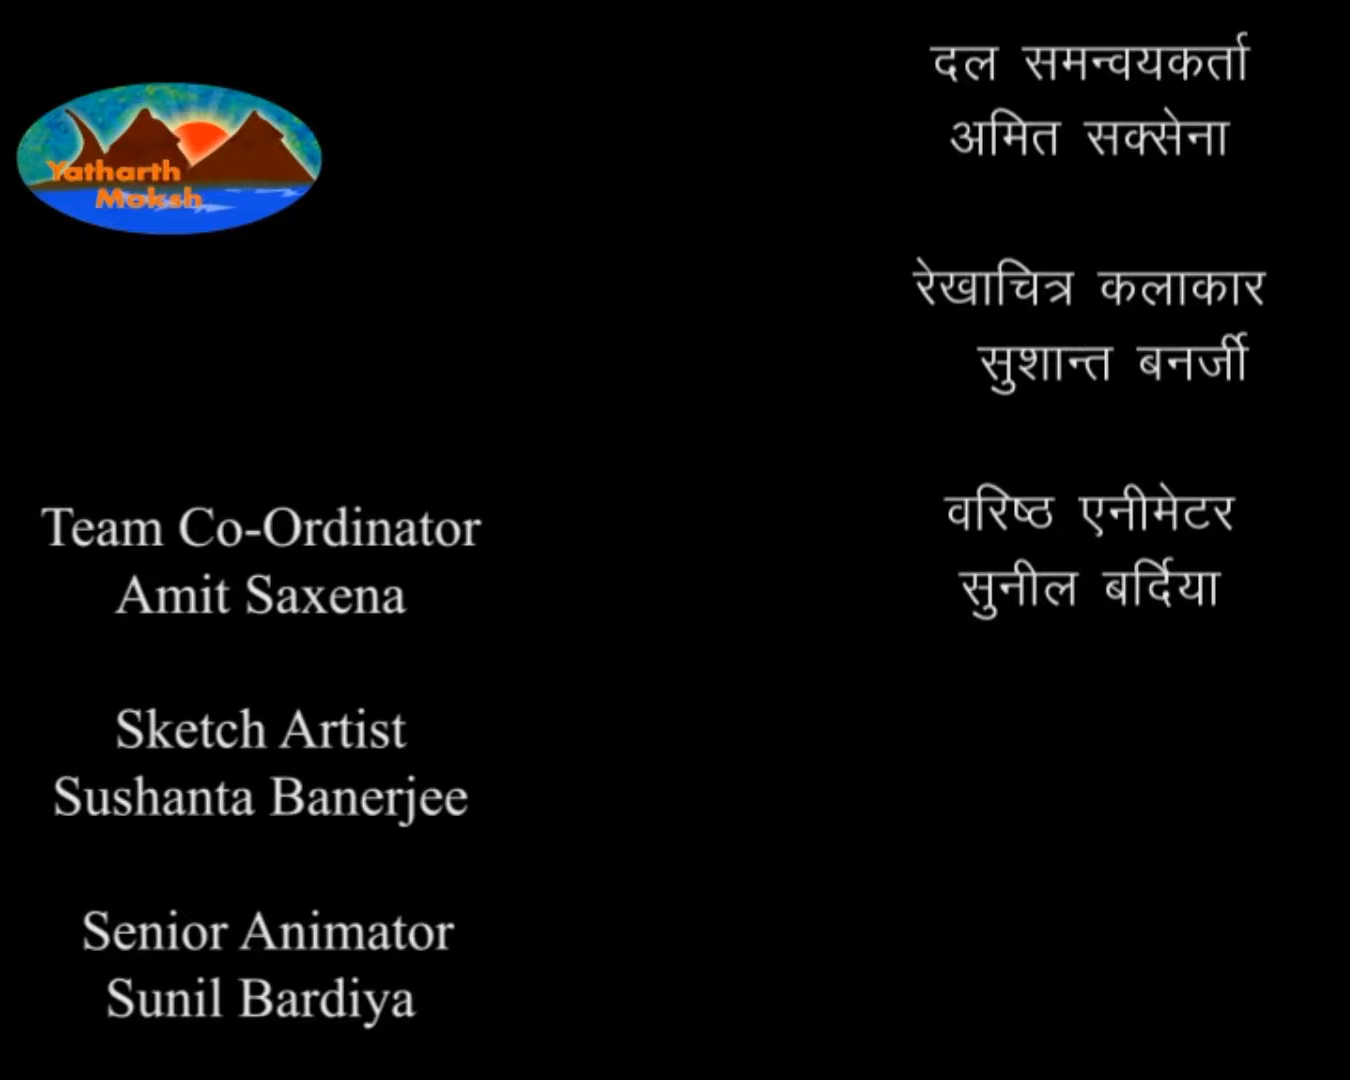 Yatharth
Moksh
Team Co-Ordinator
Amit Saxena
Sketch Artist
Sushanta Banerjee
Senior Animator
Sunil Bardiya
दल समन्वयकर्ता
अमित सक्सेना
रेखाचित्र कलाकार
सुशान्त बनर्जी
वरिष्ठ एनीमेटर
सुनील बर्दिया